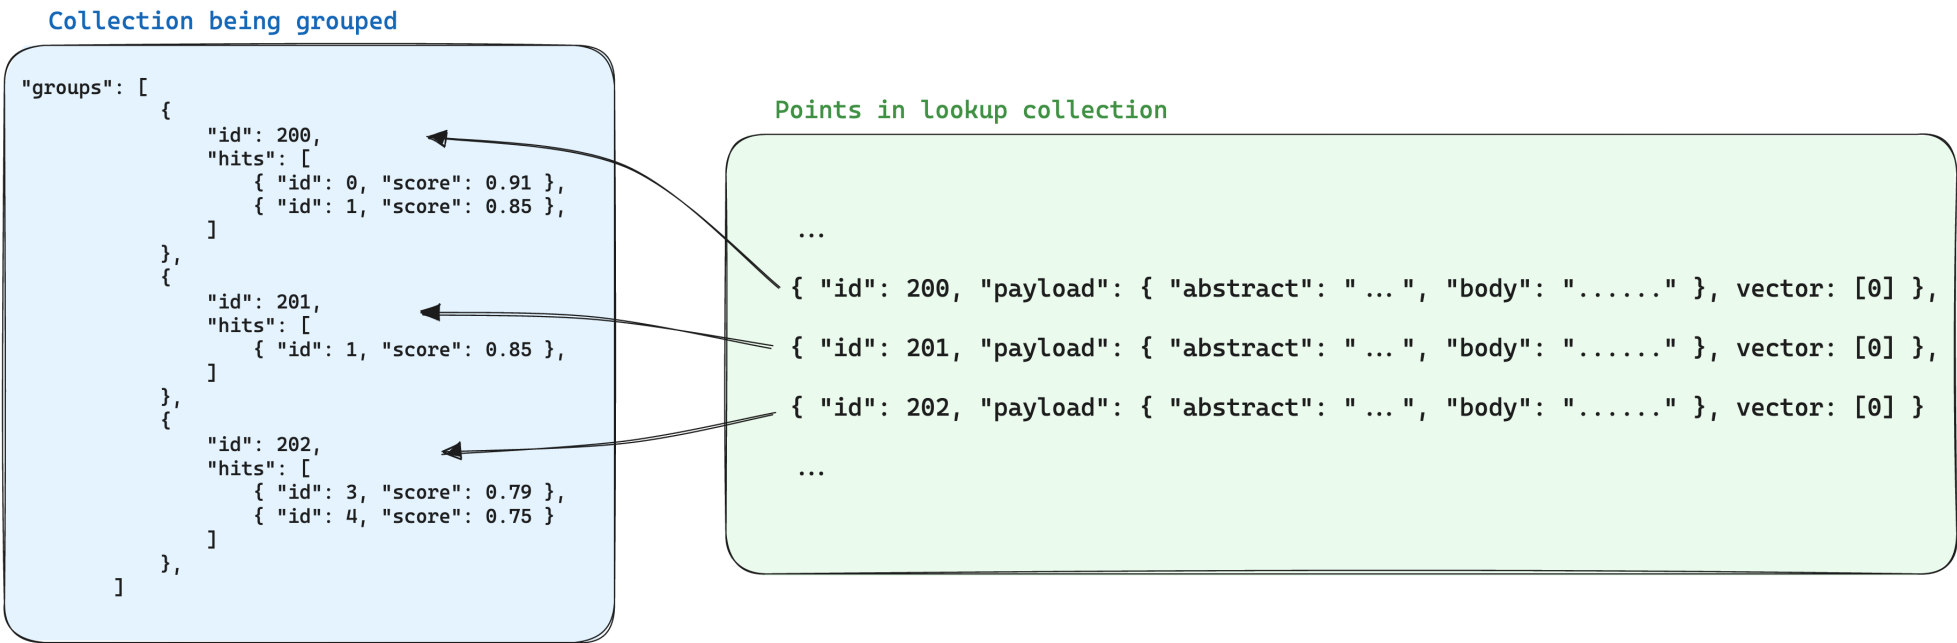 Collection being grouped
"groups": [
{
"id": 200,
"hits": [
{ "id": 0, "score": 0.91 },
{ "id": 1, "score": 0.85 },
]
},
{
"id": 201,
"hits": [
{ "id": 1, "score": 0.85 },
]
},
{
"id": 202,
"hits": [
{ "id": 3, "score": 0.79 },
{ "id": 4, "score": 0.75 }
]
},
]
Points in lookup collection
...
{ "id": 200, "payload": { "abstract": "...", "body": "......" }, vector: [0] },
{ "id": 201, "payload": { "abstract": "...", "body": "......" }, vector: [0] },
{ "id": 202, "payload": { "abstract": "...", "body": "......" }, vector: [0] }
...